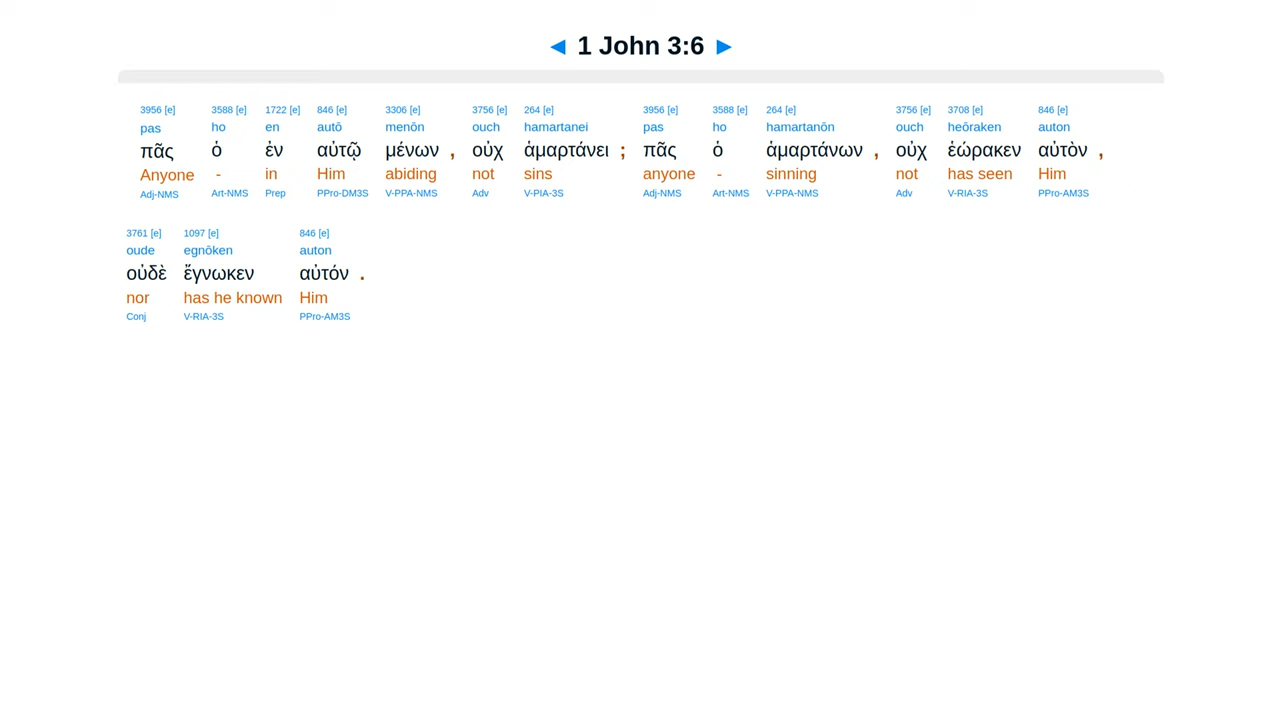 ◄ 1 John 3:6 ►
3956 [e] 3588 [e] 1722 [e] 846 [e] 3306 [e] 3756 [e] 264 [e] 3956 [e] 3588 [e] 264 [e] 3756 [e] 3708 [e] 846 [e]
pas ho en autō menōn ouch hamartanei pas ho hamartanōn ouch heōraken auton
πᾶς ὁ ἐν αὐτῷ μένων , οὐχ ἁμαρτάνει ; πᾶς ὁ ἁμαρτάνων , οὐχ ἑώρακεν αὐτὸν ,
Anyone - in Him abiding not sins anyone - sinning not has seen Him
Adj-NMS Art-NMS Prep PPro-DM3S V-PPA-NMS Adv V-PIA-3S Adj-NMS Art-NMS V-PPA-NMS Adv V-RIA-3S PPro-AM3S
3761 [e] 1097 [e] 846 [e]
oude egnōken auton
οὐδὲ ἔγνωκεν αὐτόν .
nor has he known Him
Conj V-RIA-3S PPro-AM3S